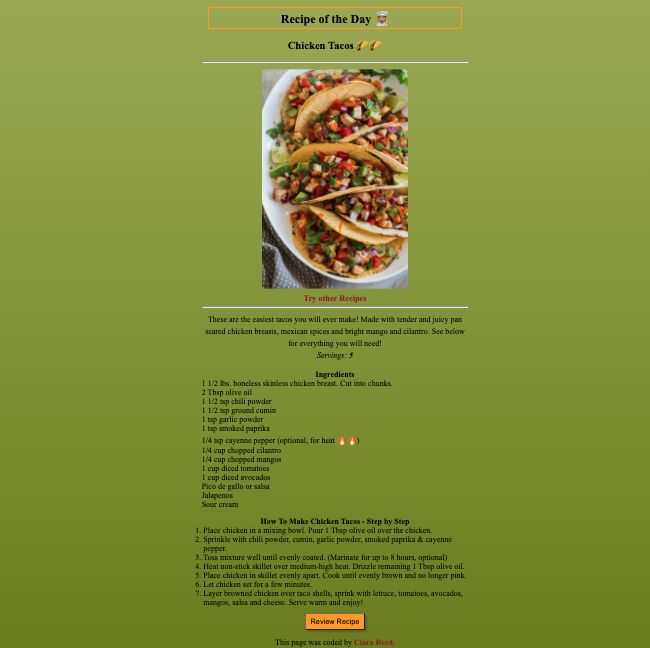 Recipe of the Day 👨🏽‍🍳
Chicken Tacos 🌮🌮
Try other Recipes
These are the easiest tacos you will ever make! Made with tender and juicy pan
seared chicken breasts, mexican spices and bright mango and cilantro. See below
for everything you will need!
Servings: 5
Ingredients
1 1/2 lbs. boneless skinless chicken breast. Cut into chunks.
2 Tbsp olive oil
1 1/2 tsp chili powder
1 1/2 tsp ground cumin
1 tsp garlic powder
1 tsp smoked paprika
1/4 tsp cayenne pepper (optional, for heat 🔥🔥)
1/4 cup chopped cilantro
1/4 cup chopped mangos
1 cup diced tomatoes
1 cup diced avocados
Pico de gallo or salsa
Jalapenos
Sour cream
How To Make Chicken Tacos - Step by Step
1. Place chicken in a mixing bowl. Pour 1 Tbsp olive oil over the chicken.
2. Sprinkle with chili powder, cumin, garlic powder, smoked paprika & cayenne
pepper.
3. Toss mixture well until evenly coated. (Marinate for up to 8 hours, optional)
4. Heat non-stick skillet over medium-high heat. Drizzle remaining 1 Tbsp olive oil.
5. Place chicken in skillet evenly apart. Cook until evenly brown and no longer pink.
6. Let chicken set for a few minutes.
7. Layer browned chicken over taco shells, sprink with lettuce, tomatoes, avocados,
mangos, salsa and cheese. Serve warm and enjoy!
Review Recipe
This page was coded by Ciara Reed.